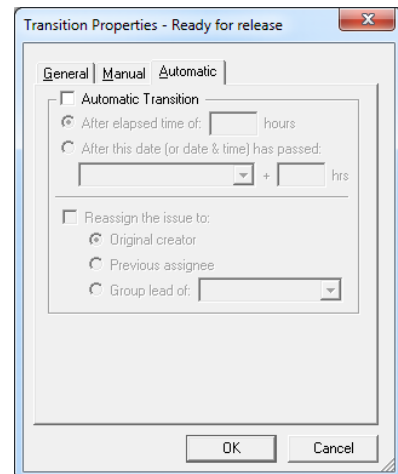 Transition Properties - Ready for release
General Manual Automatic
Automatic Transition
After elapsed time of: hours
After this date (or date & time) has passed:
+ hrs
Reassign the issue to:
Original creator
Previous assignee
Group lead of:
OK Cancel